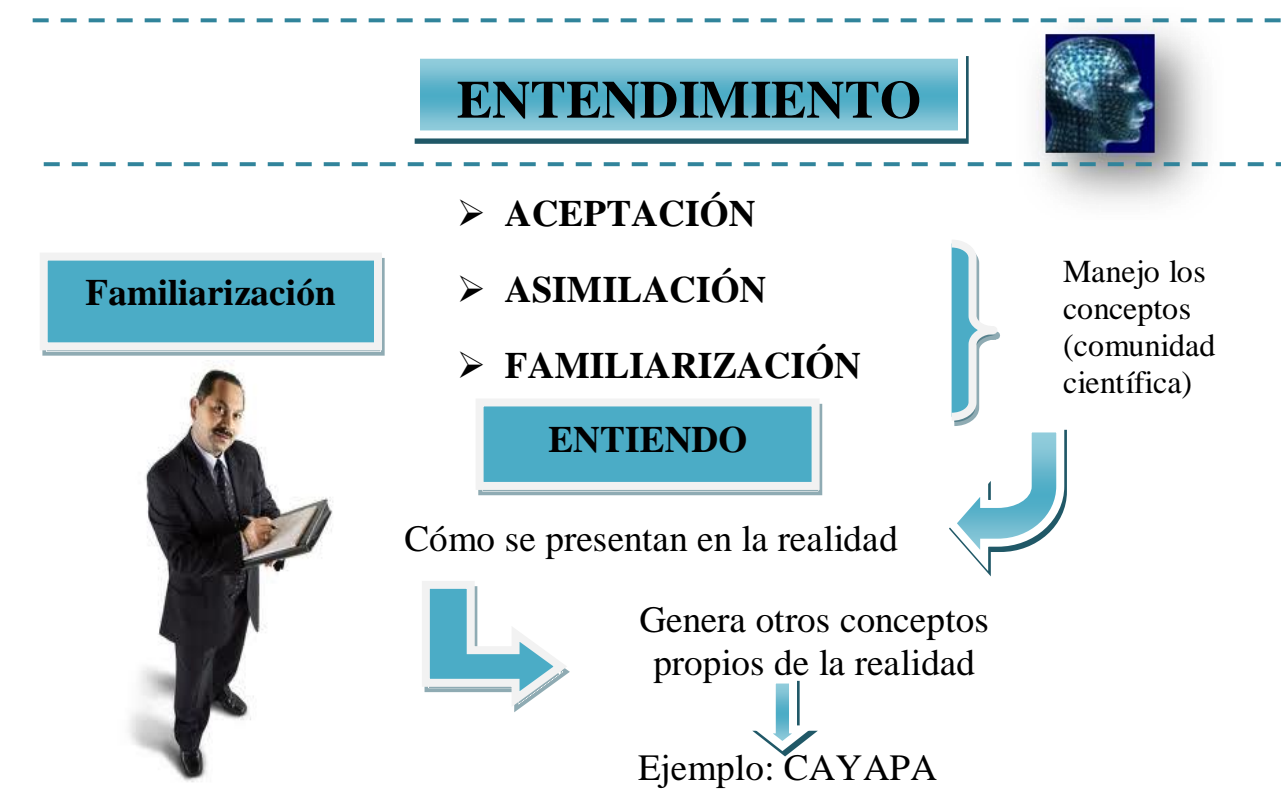 ENTENDIMIENTO
➢ ACEPTACIÓN
Familiarización
➢ ASIMILACIÓN
➢ FAMILIARIZACIÓN
Manejo los
conceptos
(comunidad
científica)
ENTIENDO
Cómo se presentan en la realidad
Genera otros conceptos
propios de la realidad
Ejemplo: CAYAPA